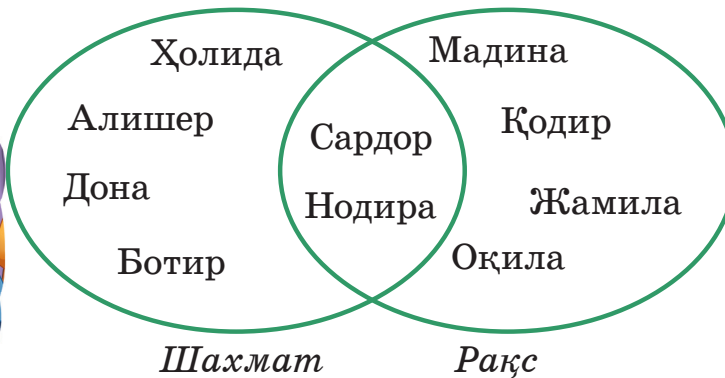 Ҳолида
Мадина
Алишер
Сардор
Қодир
Дона
Нодира
Жамила
Ботир
Оқила
Шахмат
Рақс